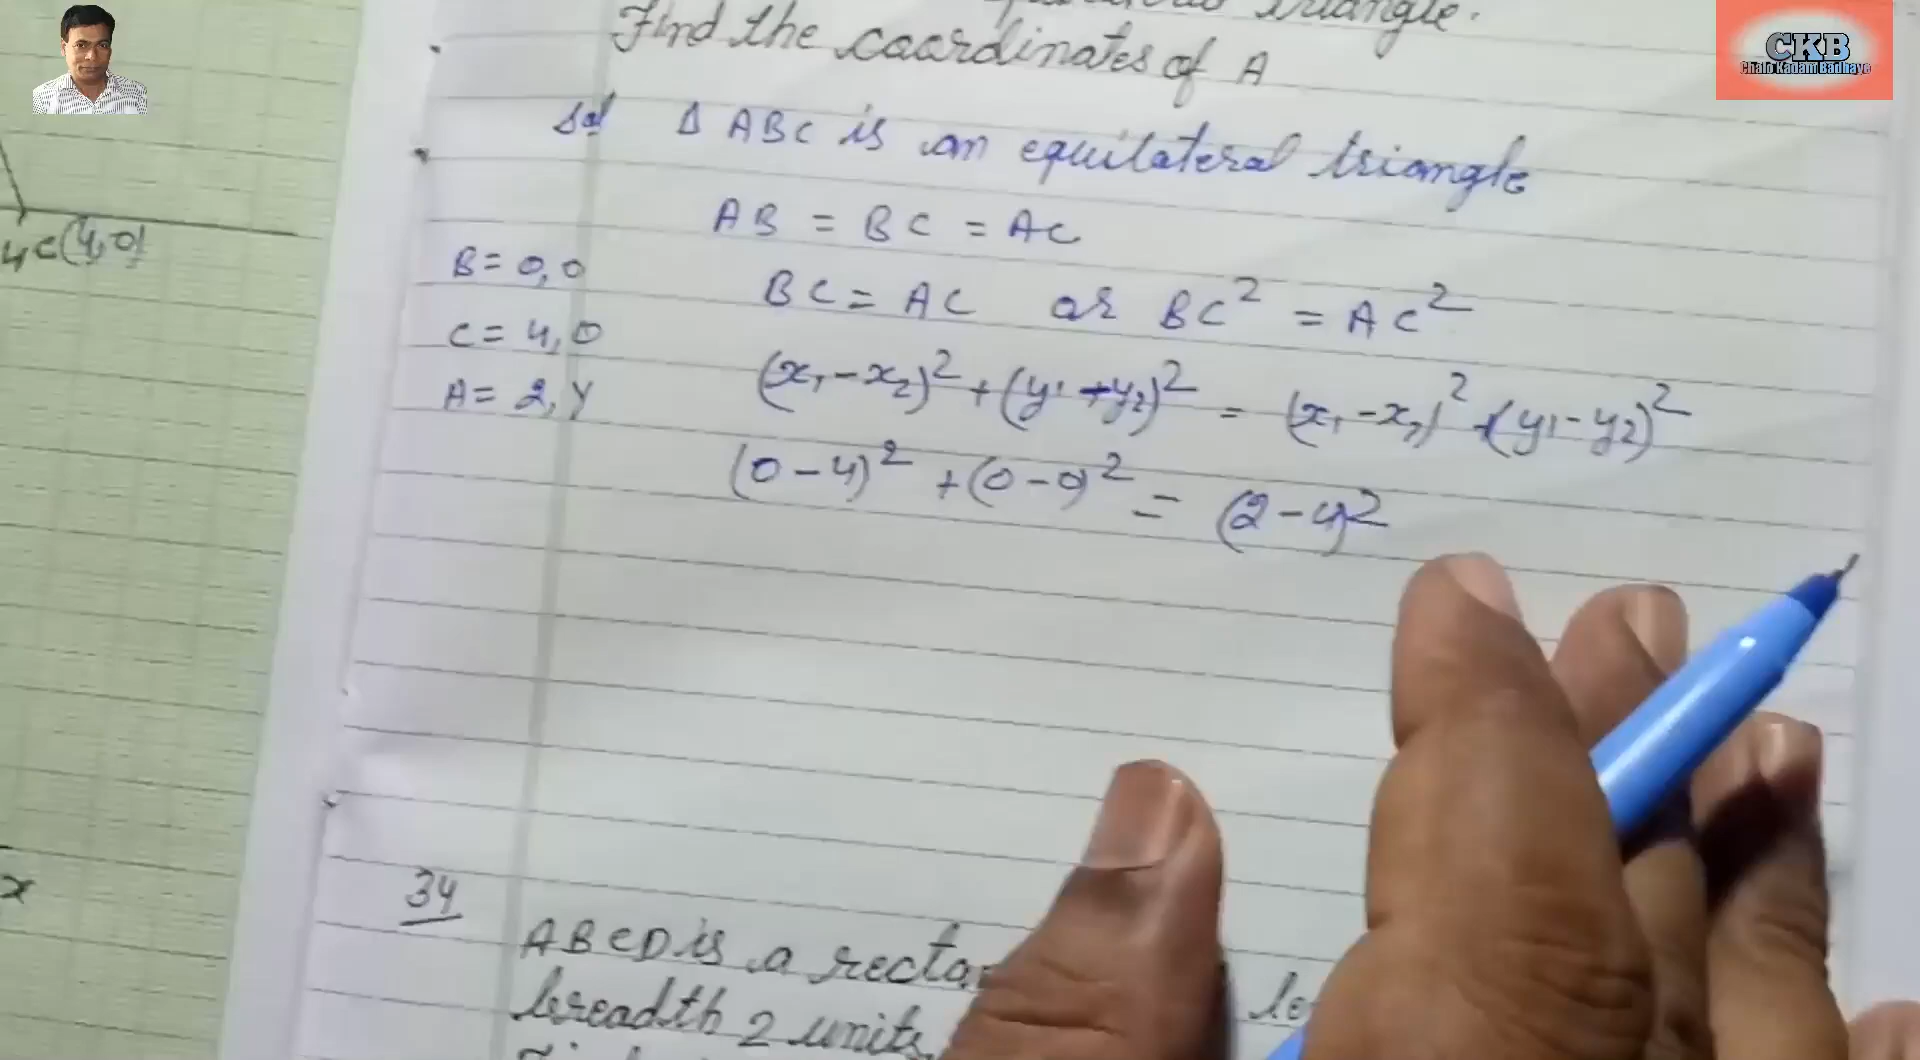 triangle.
Find the coordinates of A
Sol Δ ABC is an equilateral triangle
AB = BC = AC
B = 0, 0
BC = AC or BC² = AC²
C = 4, 0
(x₁ - x₂)² + (y₁ + y₂)² = (x₁ - x₂)² + (y₁ - y₂)²
A = 2, Y
(0 - 4)² + (0 - 0)² = (2 - 4)²
34
ABCD is a
breadth 2 units,
4 C(4,0)
x
CKB
Chalo Kadam Badhaye